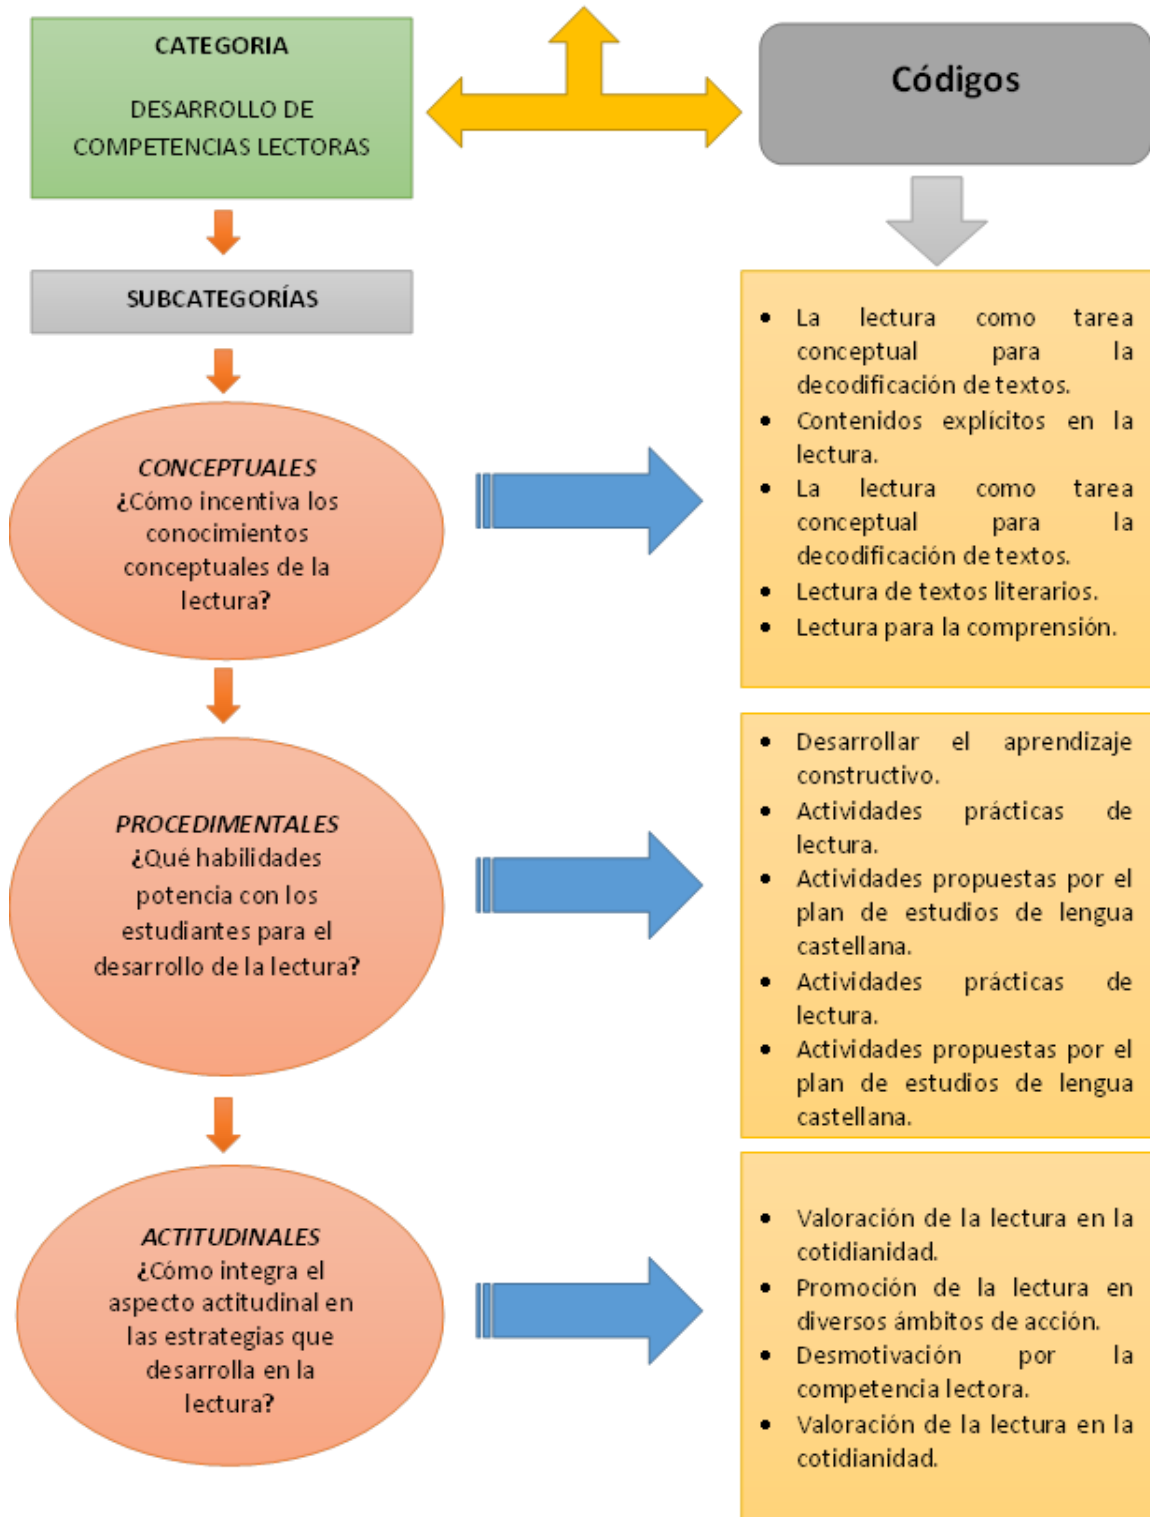 CATEGORIA
DESARROLLO DE
COMPETENCIAS LECTORAS
Códigos
SUBCATEGORÍAS
CONCEPTUALES
¿Cómo incentiva los
conocimientos
conceptuales de la
lectura?
• La lectura como tarea
conceptual para la
decodificación de textos.
• Contenidos explícitos en la
lectura.
• La lectura como tarea
conceptual para la
decodificación de textos.
• Lectura de textos literarios.
• Lectura para la comprensión.
PROCEDIMENTALES
¿Qué habilidades
potencia con los
estudiantes para el
desarrollo de la lectura?
• Desarrollar el aprendizaje
constructivo.
• Actividades prácticas de
lectura.
• Actividades propuestas por el
plan de estudios de lengua
castellana.
• Actividades prácticas de
lectura.
• Actividades propuestas por el
plan de estudios de lengua
castellana.
ACTITUDINALES
¿Cómo integra el
aspecto actitudinal en
las estrategias que
desarrolla en la
lectura?
• Valoración de la lectura en la
cotidianidad.
• Promoción de la lectura en
diversos ámbitos de acción.
• Desmotivación por la
competencia lectora.
• Valoración de la lectura en la
cotidianidad.